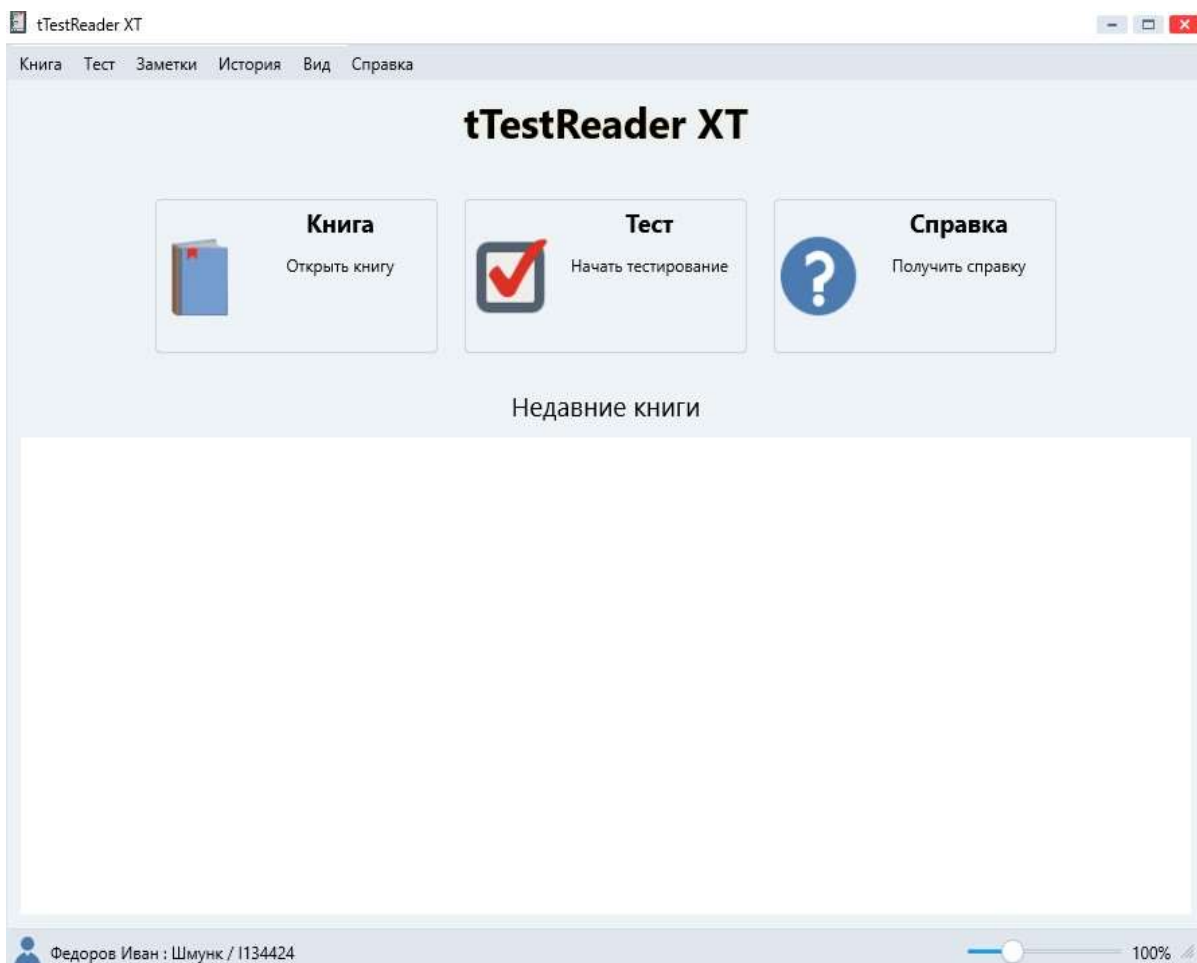 tTestReader XT
Книга Тест Заметки История Вид Справка
tTestReader XT
Книга
Открыть книгу
Тест
Начать тестирование
Справка
Получить справку
Недавние книги
Федоров Иван : Шмунк / I134424
100%